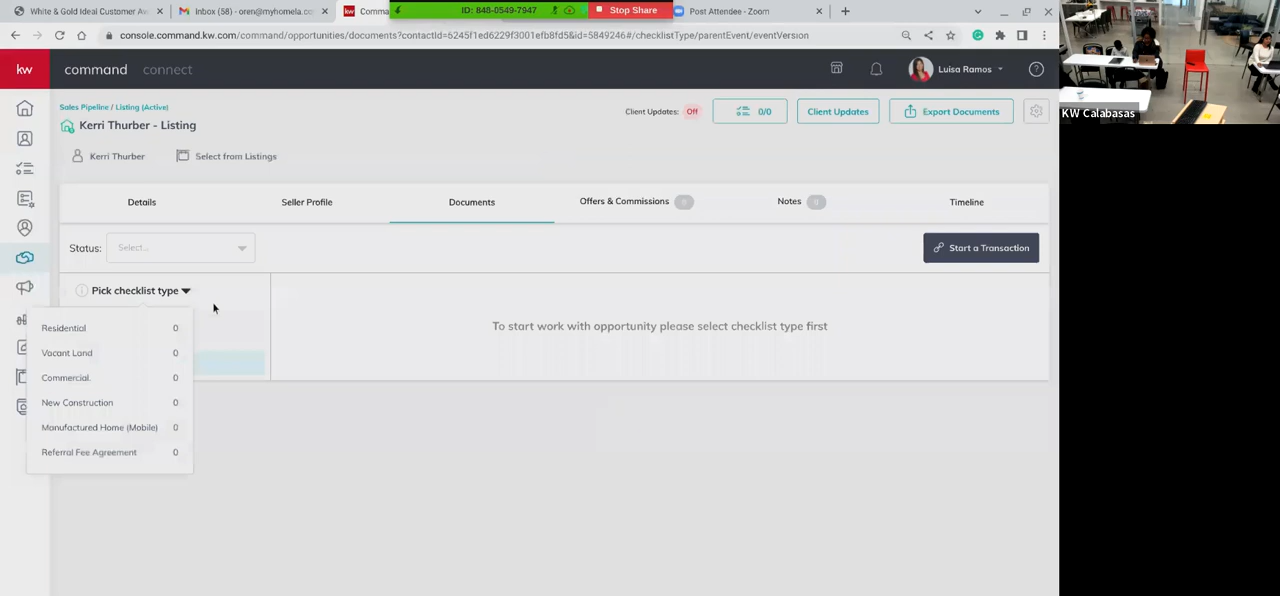 White & Gold Ideal Customer Av
Inbox (58) - oren@myhomela.co
Comma
ID: 848-0549-7947
Stop Share
Post Attendee - Zoom
console.command.kw.com/command/opportunities/documents?contactId=6245f1ed6229f3001efb8fd5&id=5849246#/checklistType/parentEvent/eventVersion
kw
command
connect
Luisa Ramos
Sales Pipeline / Listing (Active)
Client Updates: Off
0/0
Client Updates
Export Documents
Kerri Thurber - Listing
Kerri Thurber
Select from Listings
Details
Seller Profile
Documents
Offers & Commissions 0
Notes 0
Timeline
Status: Select...
Start a Transaction
Pick checklist type
Residential 0
Vacant Land 0
Commercial. 0
New Construction 0
Manufactured Home (Mobile) 0
Referral Fee Agreement 0
To start work with opportunity please select checklist type first
KW Calabasas